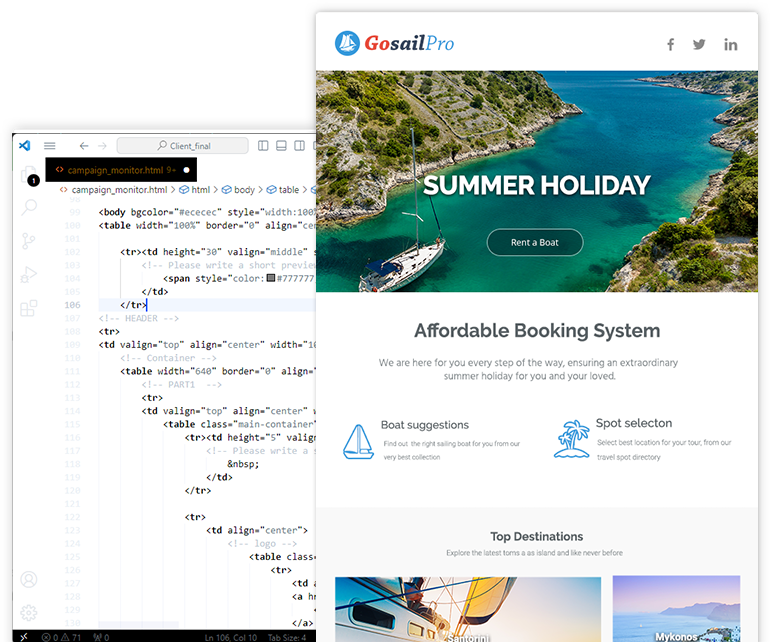 GosailPro
SUMMER HOLIDAY
Rent a Boat
Affordable Booking System
We are here for you every step of the way, ensuring an extraordinary
summer holiday for you and your loved.
Boat suggestions
Find out the right sailing boat for you from our
very best collection
Spot selecton
Select best location for your tour, from our
travel spot directory
Top Destinations
Explore the latest toms a as island and like never before
Santorini
Mykonos
Client_final
1
campaign_monitor.html 9+
campaign_monitor.html > html > body > table >
99 <body bgcolor="#ececec" style="width:100%
100 <table width="100%" border="0" align="cen
101
102 <tr><td height="30" valign="middle" s
103 <!-- Please write a short preview
104 <span style="color: #777777
105 </td>
106 </tr>
107 <!-- HEADER -->
108 <tr>
109 <td valign="top" align="center" width="10
110 <!-- Container -->
111 <table width="640" border="0" align="
112 <!-- PART1 -->
113 <tr>
114 <td valign="top" align="center" w
115 <table class="main-container"
116 <tr><td height="5" valign
117 <!-- Please write a s
118 &nbsp;
119 </td>
120 </tr>
121
122 <tr>
123 <td align="center">
124 <!-- logo -->
125 <table class=
126 <tr>
127 <td a
128 <
129 </a>
130
0 71 0 Ln 106, Col 10 Tab Size: 4